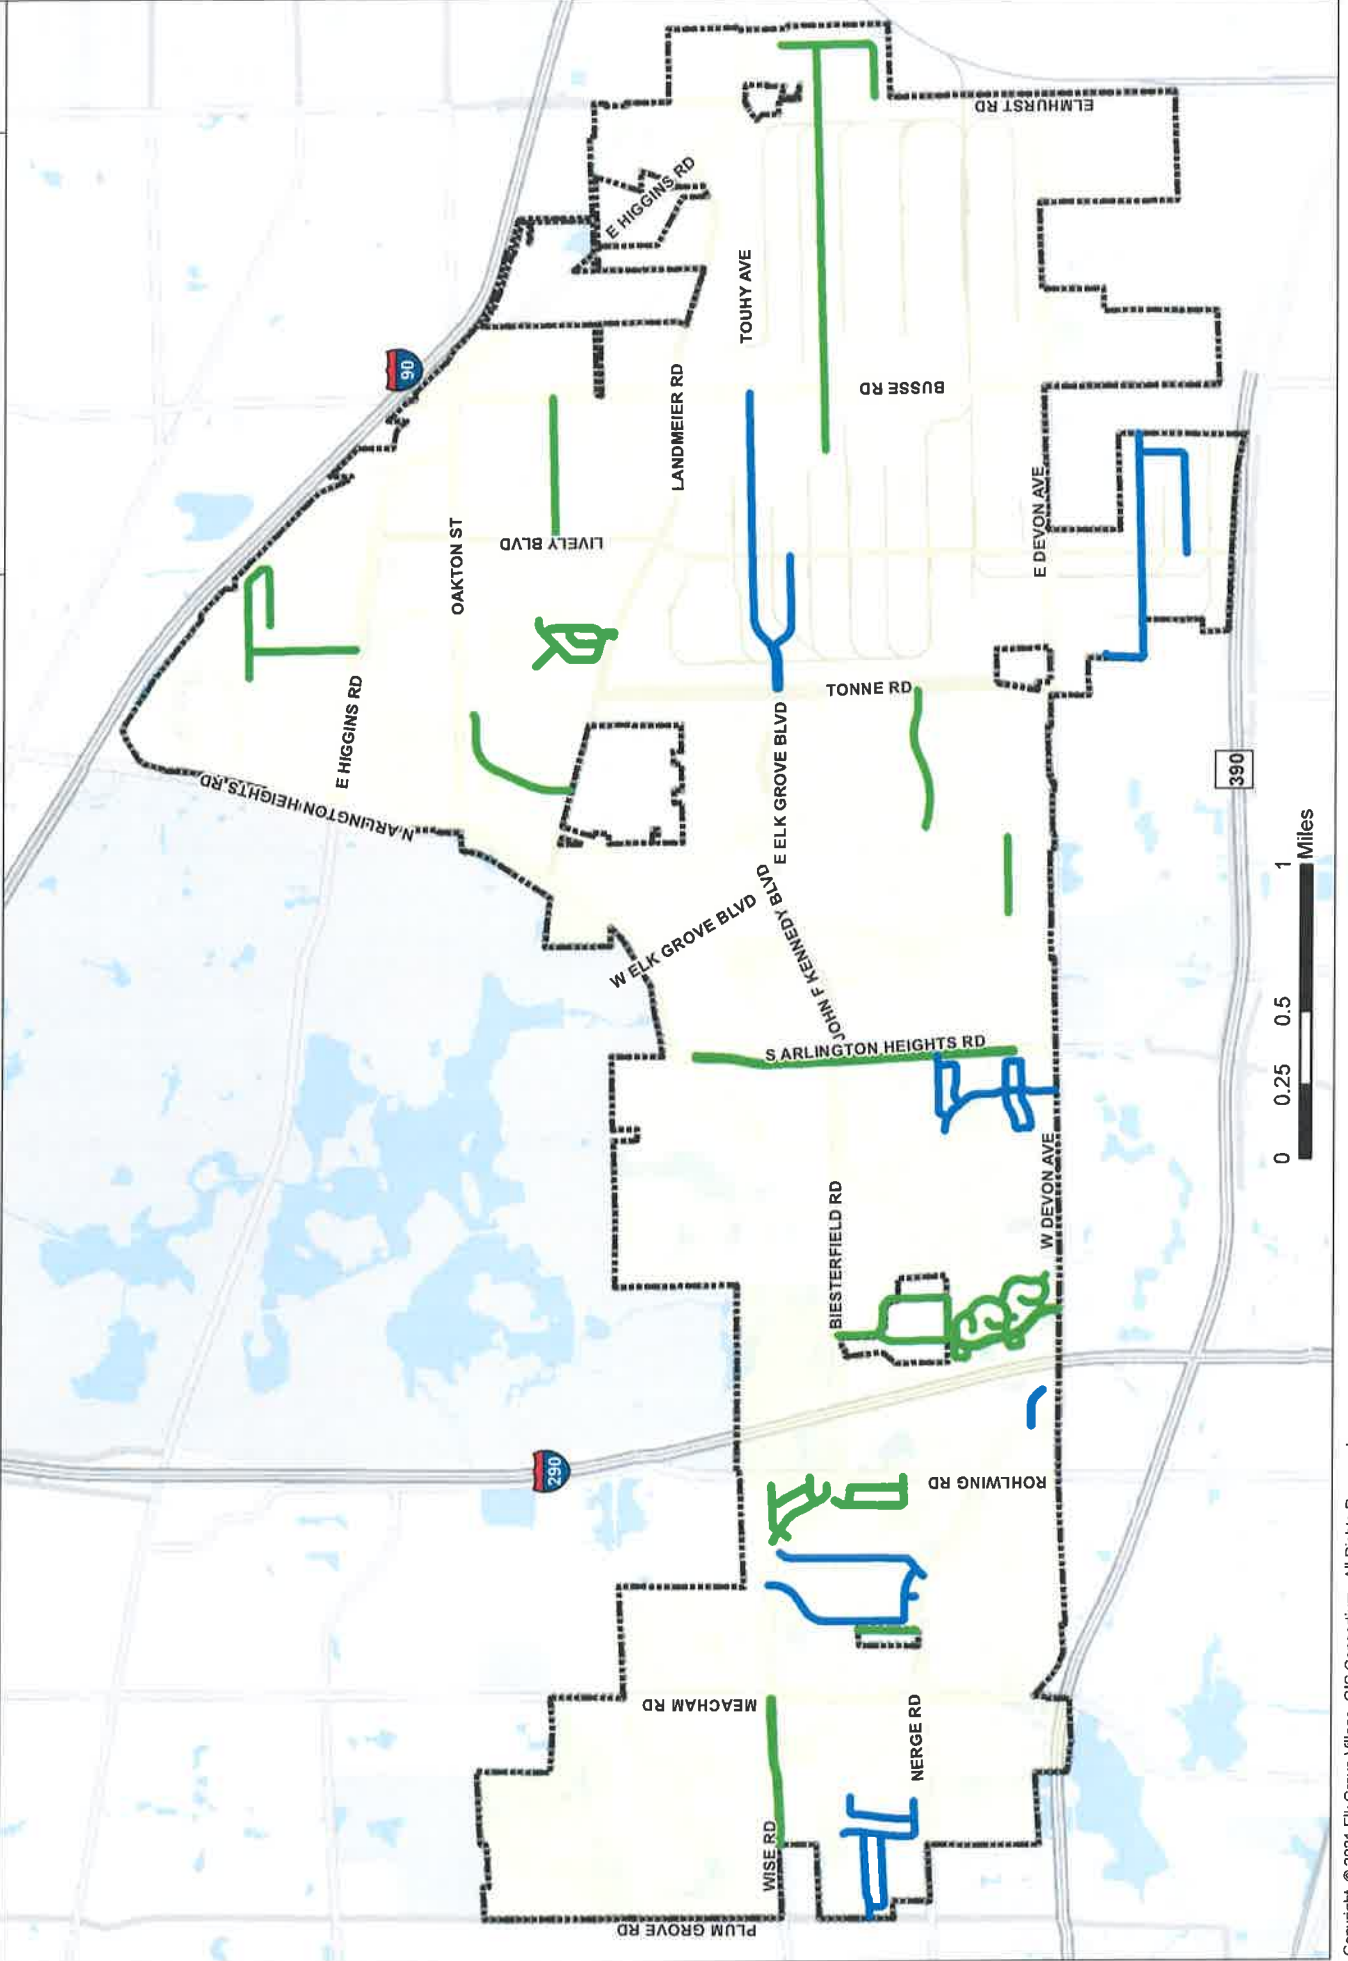 90
E HIGGINS RD
ELMHURST RD
TOUHY AVE
BUSSE RD
LANDMEIER RD
OAKTON ST
LIVELY BLVD
E DEVON AVE
E HIGGINS RD
N ARLINGTON HEIGHTS RD
TONNE RD
E ELK GROVE BLVD
390
W ELK GROVE BLVD
JOHN F KENNEDY BLVD
S ARLINGTON HEIGHTS RD
BIESTERFIELD RD
W DEVON AVE
290
ROHLWING RD
MEACHAM RD
NERGE RD
WISE RD
PLUM GROVE RD
0 0.25 0.5 1
Miles